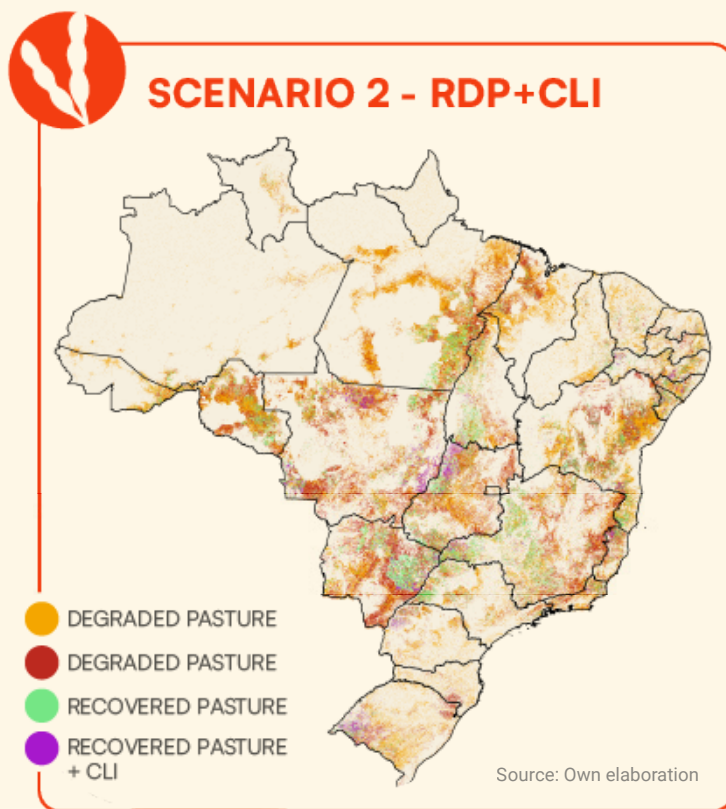 SCENARIO 2 - RDP+CLI
DEGRADED PASTURE
DEGRADED PASTURE
RECOVERED PASTURE
RECOVERED PASTURE
+ CLI
Source: Own elaboration